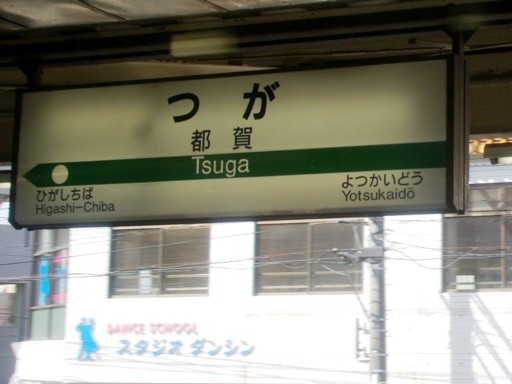 つが
都賀
Tsuga
ひがしちば
Higashi-Chiba
よつかいどう
Yotsukaidō
DANCE SCHOOL
スタジオ ダンシン